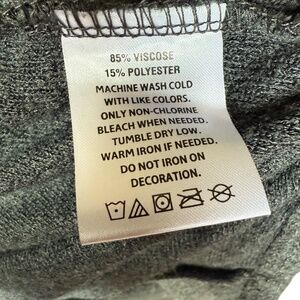 85% VISCOSE
15% POLYESTER
MACHINE WASH COLD
WITH LIKE COLORS.
ONLY NON-CHLORINE
BLEACH WHEN NEEDED.
TUMBLE DRY LOW.
WARM IRON IF NEEDED.
DO NOT IRON ON
DECORATION.